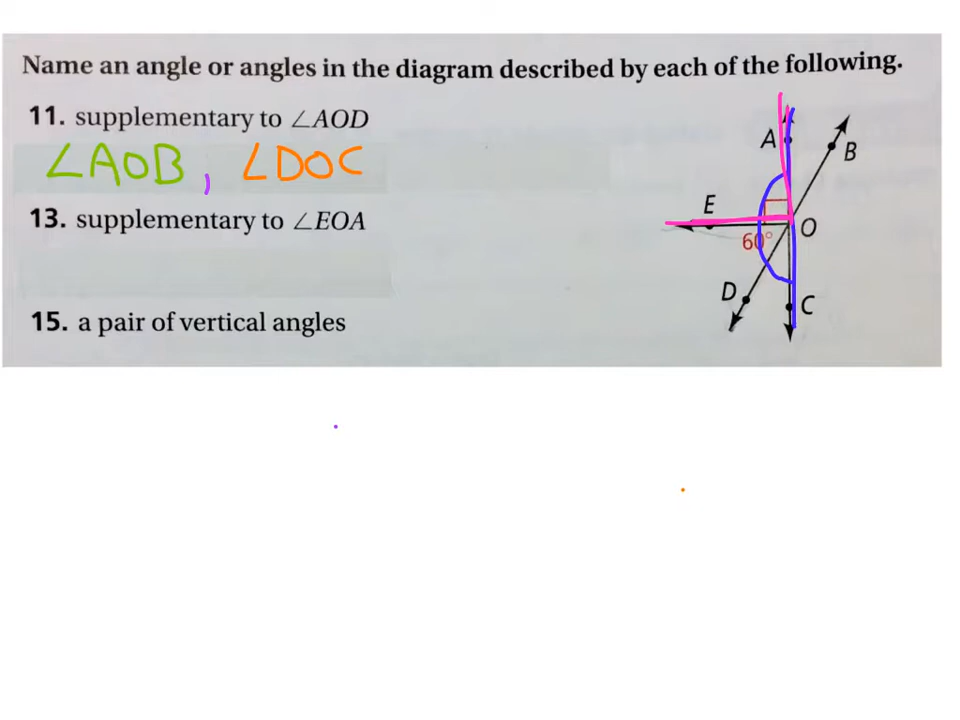 Name an angle or angles in the diagram described by each of the following.
11. supplementary to ∠AOD
∠AOB, ∠DOC
13. supplementary to ∠EOA
15. a pair of vertical angles
A
B
E
O
60°
D
C